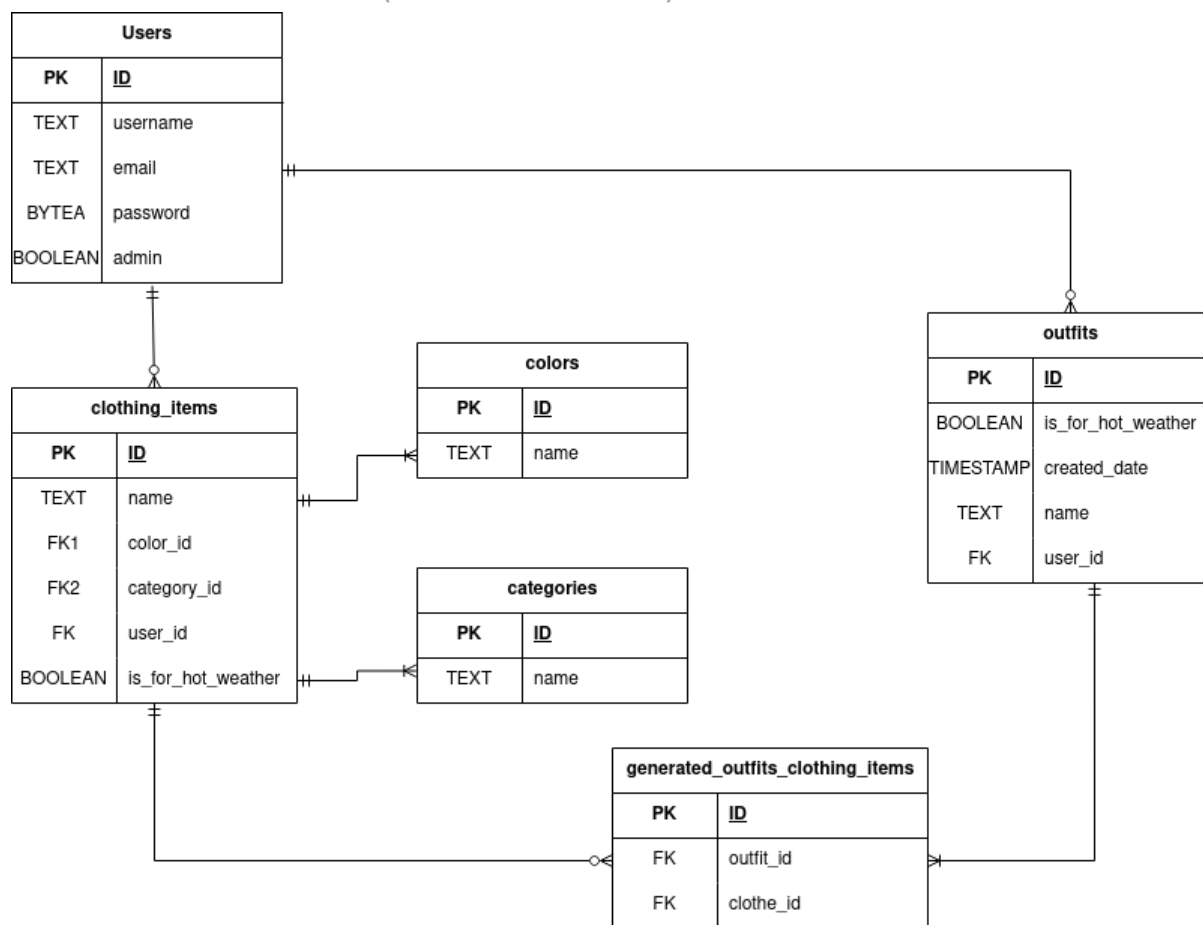 Users
PK ID
TEXT username
TEXT email
BYTEA password
BOOLEAN admin
clothing_items
PK ID
TEXT name
FK1 color_id
FK2 category_id
FK user_id
BOOLEAN is_for_hot_weather
colors
PK ID
TEXT name
categories
PK ID
TEXT name
outfits
PK ID
BOOLEAN is_for_hot_weather
TIMESTAMP created_date
TEXT name
FK user_id
generated_outfits_clothing_items
PK ID
FK outfit_id
FK clothe_id